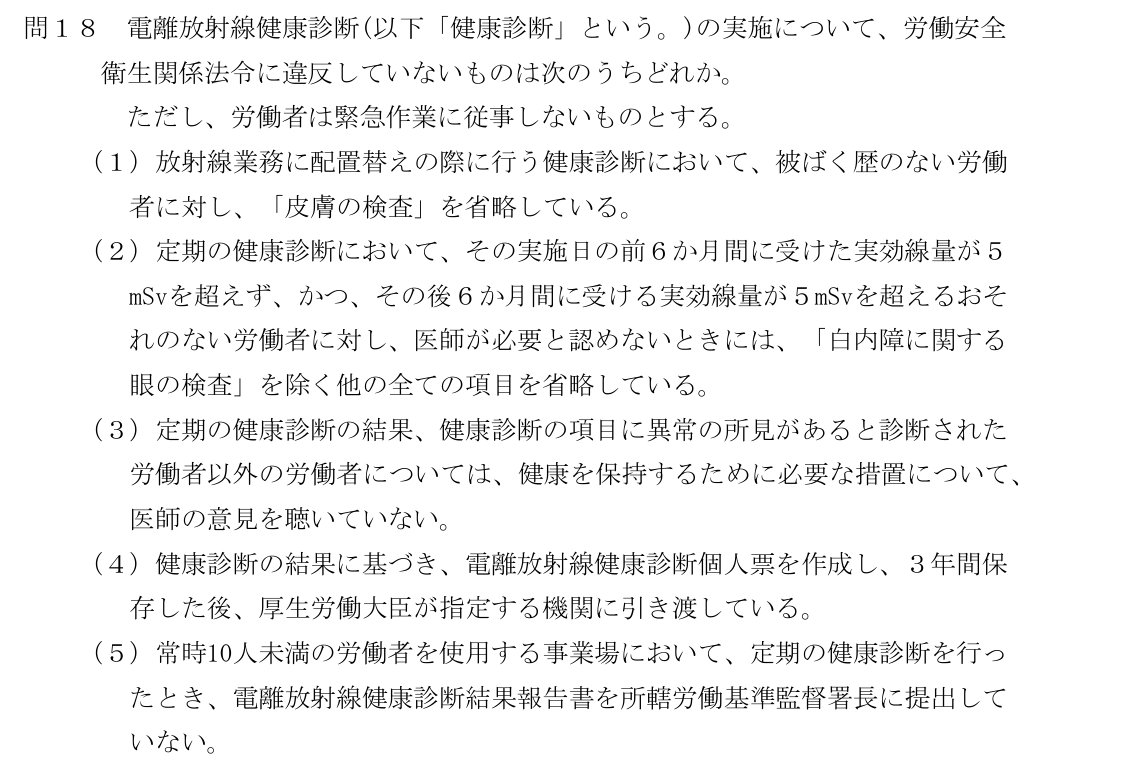 問１８　電離放射線健康診断(以下「健康診断」という。)の実施について、労働安全
衛生関係法令に違反していないものは次のうちどれか。
ただし、労働者は緊急作業に従事しないものとする。
（１）放射線業務に配置替えの際に行う健康診断において、被ばく歴のない労働
者に対し、「皮膚の検査」を省略している。
（２）定期の健康診断において、その実施日の前６か月間に受けた実効線量が５
mSvを超えず、かつ、その後６か月間に受ける実効線量が５mSvを超えるおそ
れのない労働者に対し、医師が必要と認めないときには、「白内障に関する
眼の検査」を除く他の全ての項目を省略している。
（３）定期の健康診断の結果、健康診断の項目に異常の所見があると診断された
労働者以外の労働者については、健康を保持するために必要な措置について、
医師の意見を聴いていない。
（４）健康診断の結果に基づき、電離放射線健康診断個人票を作成し、３年間保
存した後、厚生労働大臣が指定する機関に引き渡している。
（５）常時10人未満の労働者を使用する事業場において、定期の健康診断を行っ
たとき、電離放射線健康診断結果報告書を所轄労働基準監督署長に提出して
いない。